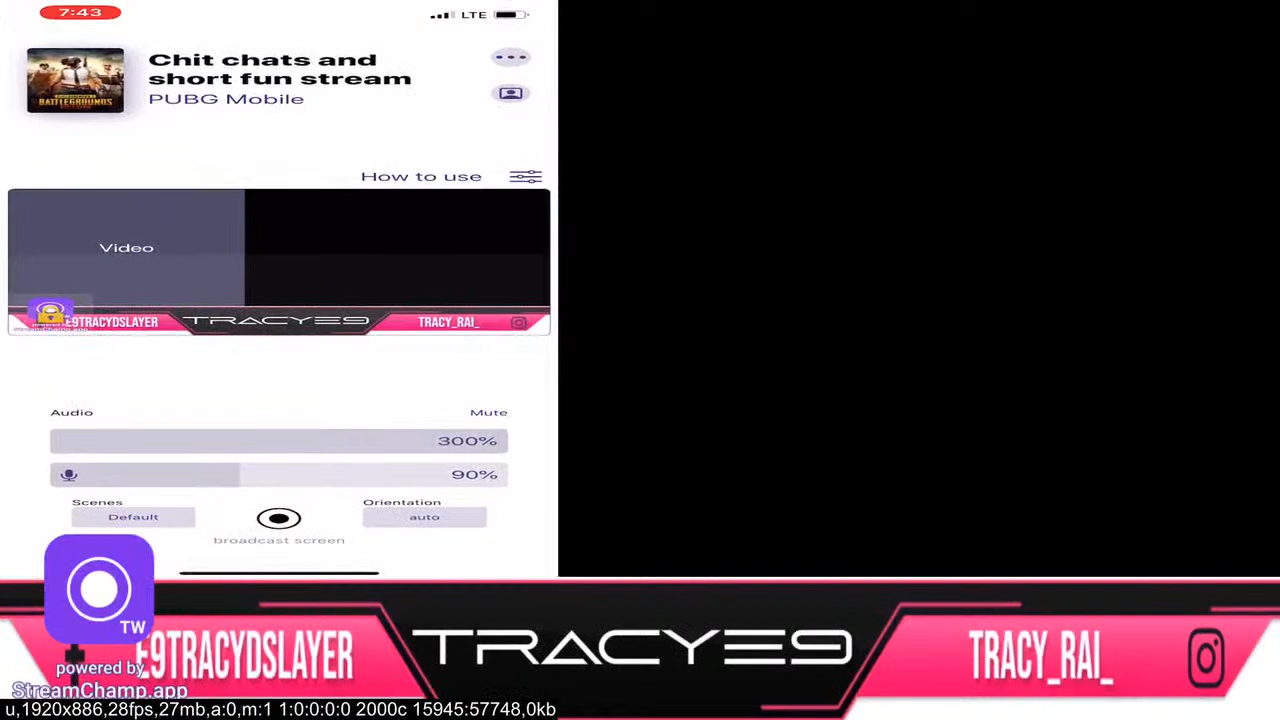 7:43
LTE
Chit chats and
short fun stream
PUBG Mobile
BATTLEGROUNDS
How to use
Video
E9TRACYDSLAYER
TRACYE9
TRACY_RAI_
Audio
Mute
300%
90%
Scenes
Default
Orientation
auto
broadcast screen
TW
E9TRACYDSLAYER
TRACYE9
TRACY_RAI_
powered by
StreamChamp.app
u,1920x886,28fps,27mb,a:0,m:1 1:0:0:0:0 2000c 15945:57748,0kb